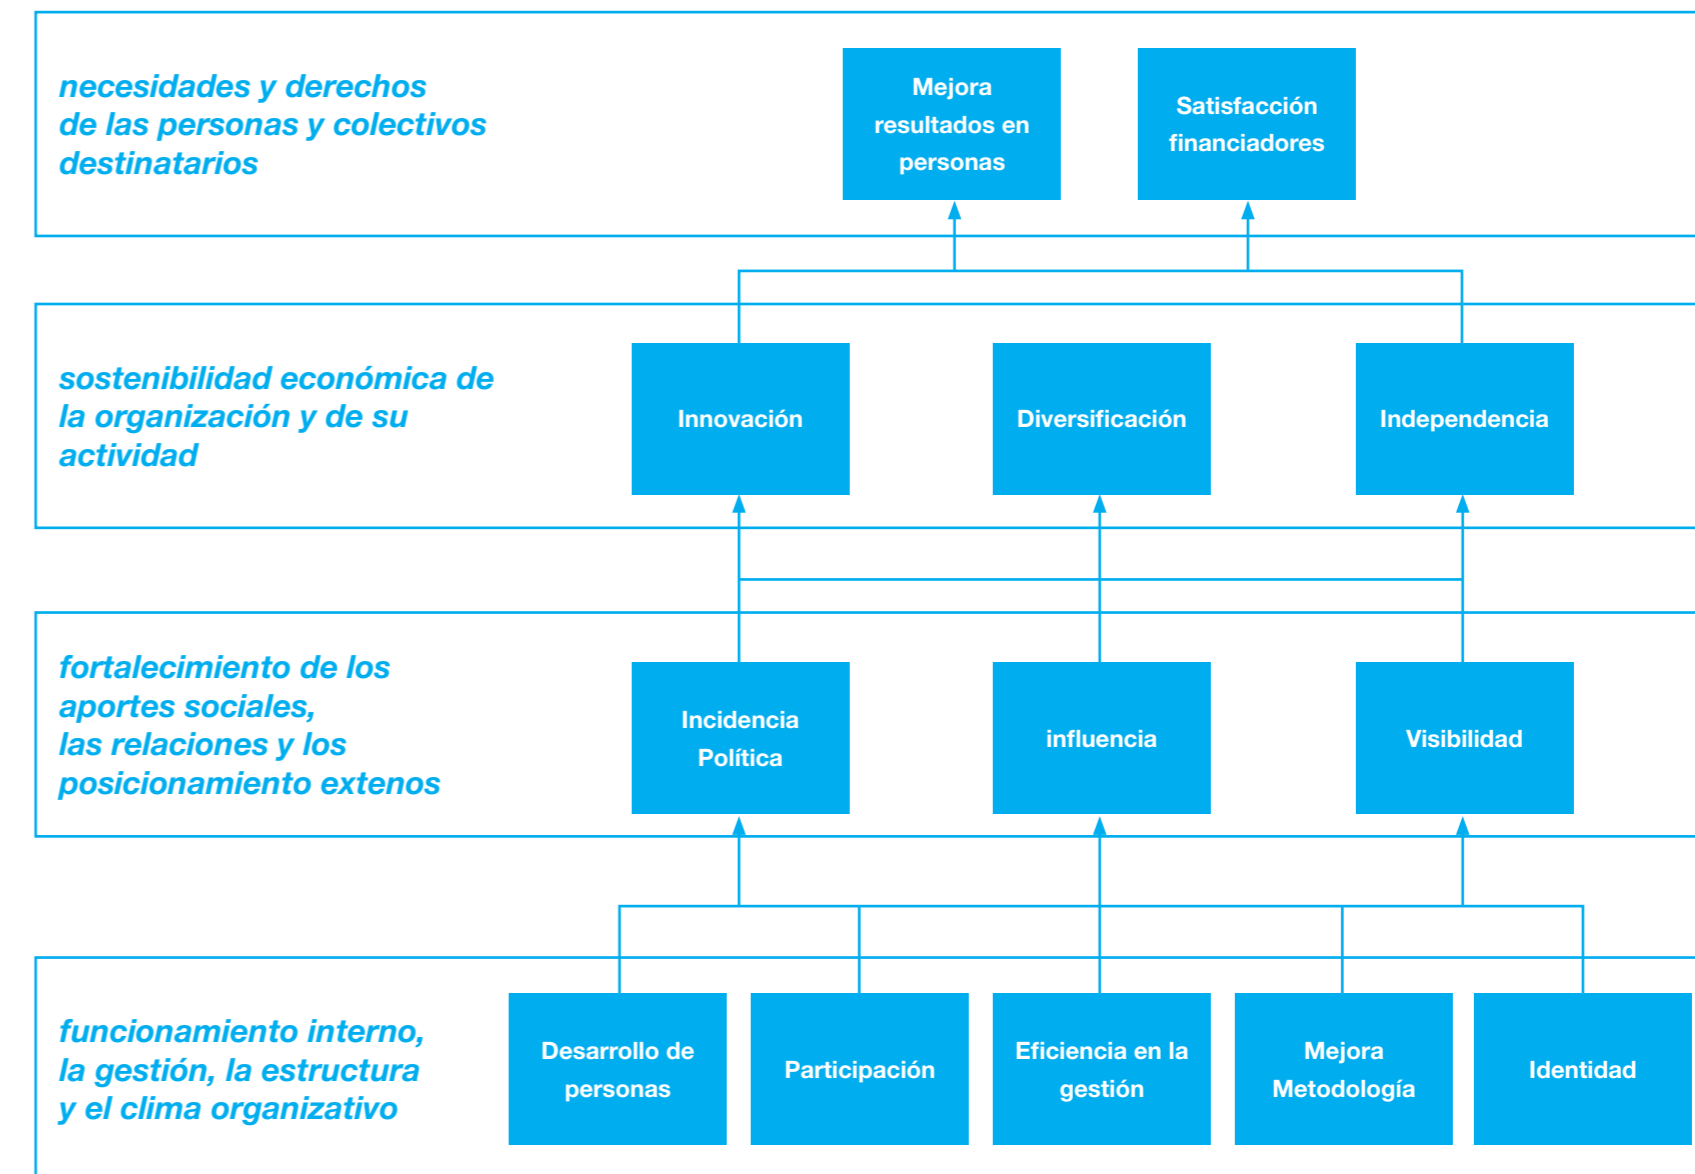 necesidades y derechos
de las personas y colectivos
destinatarios
Mejora
resultados en
personas
Satisfacción
financiadores
sostenibilidad económica de
la organización y de su
actividad
Innovación
Diversificación
Independencia
fortalecimiento de los
aportes sociales,
las relaciones y los
posicionamiento extenos
Incidencia
Política
influencia
Visibilidad
funcionamiento interno,
la gestión, la estructura
y el clima organizativo
Desarrollo de
personas
Participación
Eficiencia en la
gestión
Mejora
Metodología
Identidad